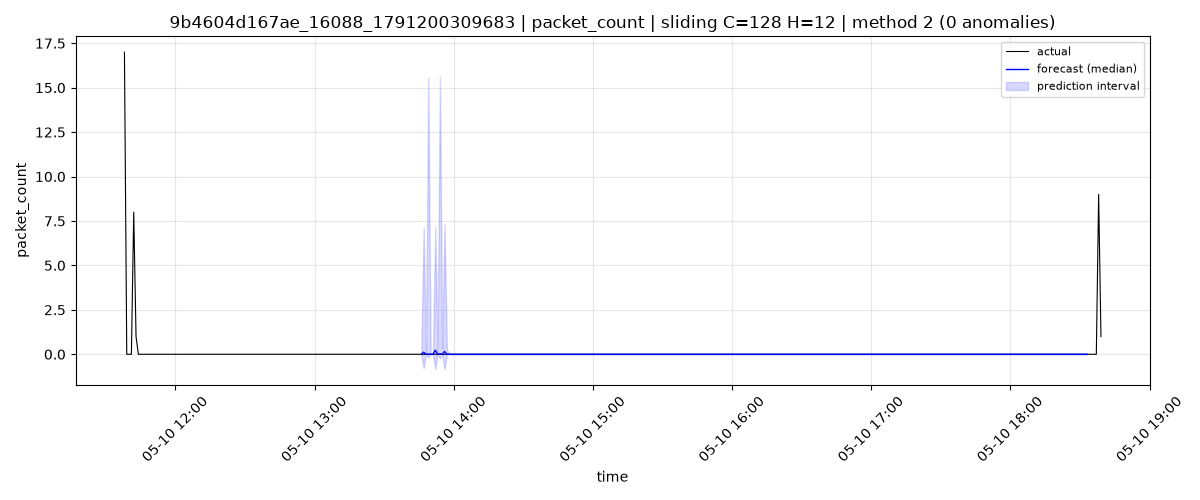 9b4604d167ae_16088_1791200309683 | packet_count | sliding C=128 H=12 | method 2 (0 anomalies)
actual
forecast (median)
prediction interval
packet_count
17.5
15.0
12.5
10.0
7.5
5.0
2.5
0.0
05-10 12:00
05-10 13:00
05-10 14:00
05-10 15:00
05-10 16:00
05-10 17:00
05-10 18:00
05-10 19:00
time